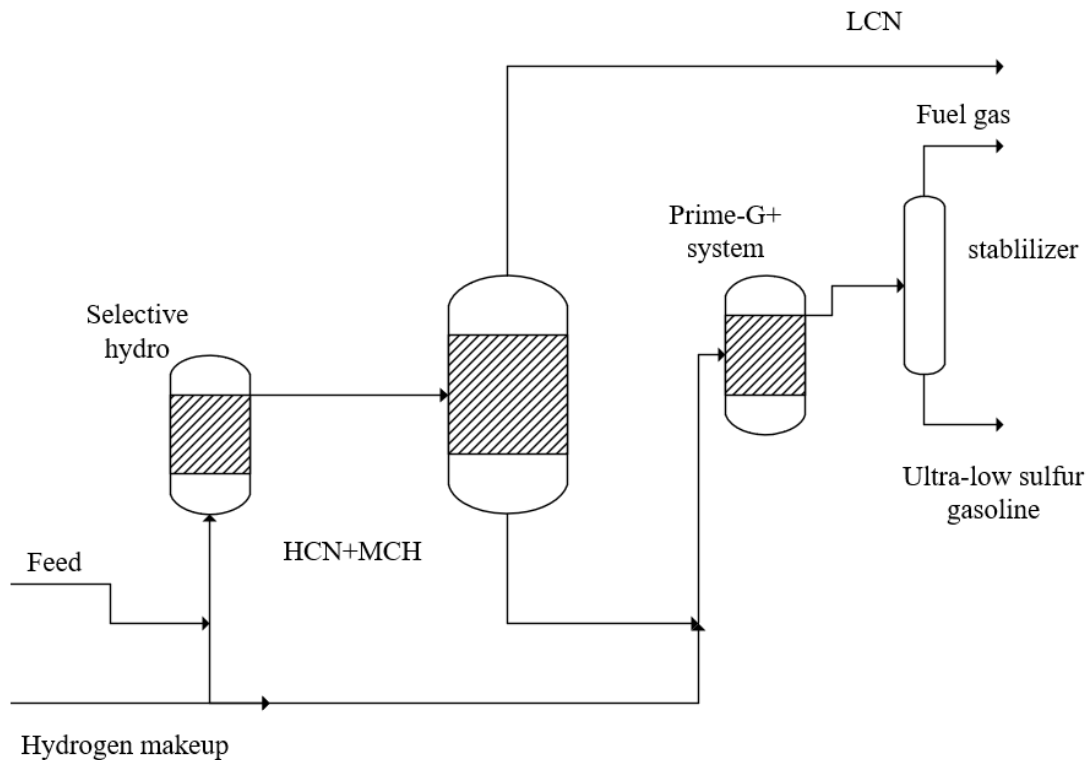 LCN
Fuel gas
Prime-G+
system
stablilizer
Selective
hydro
Ultra-low sulfur
gasoline
HCN+MCH
Feed
Hydrogen makeup